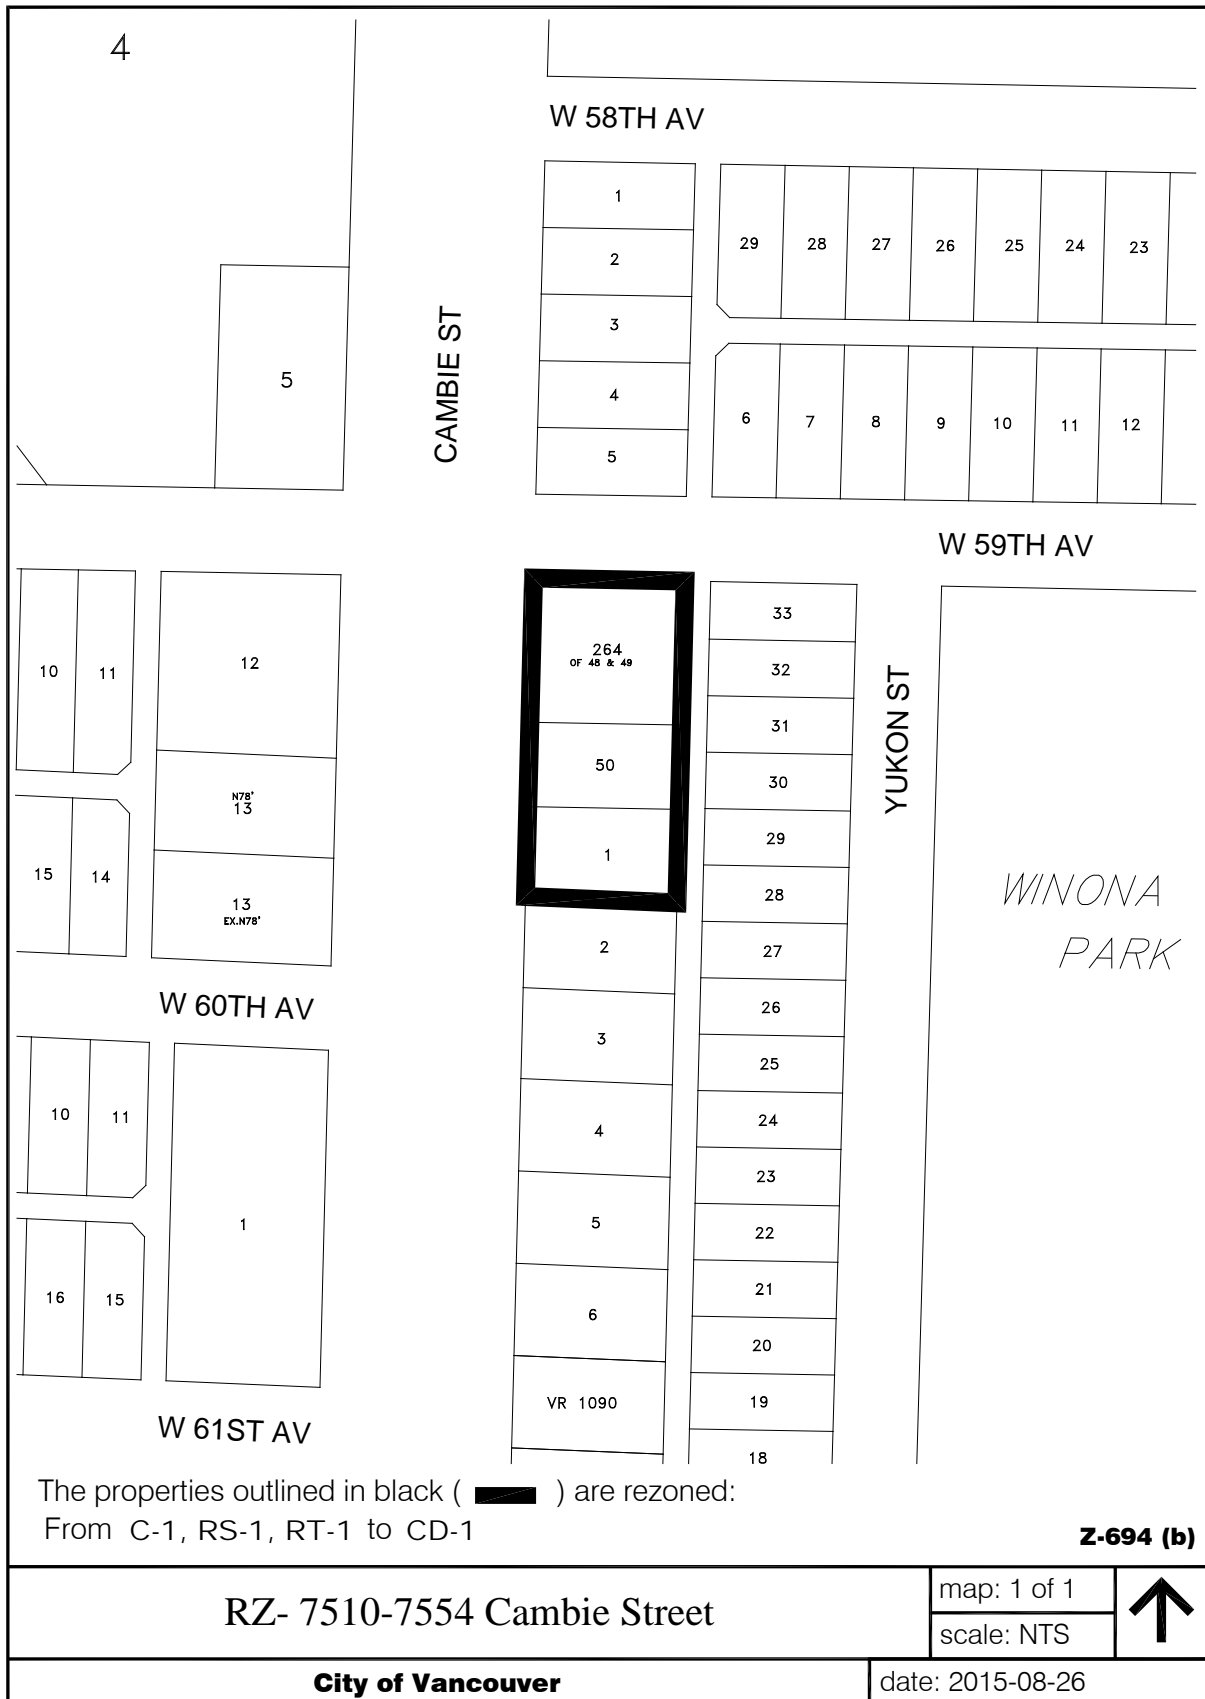 4
W 58TH AV
1
29 28 27 26 25 24 23
2
3
CAMBIE ST
5
4
6 7 8 9 10 11 12
5
W 59TH AV
33
264
OF 48 & 49
10 11
12
32
YUKON ST
31
50
30
N78'
13
29
1
15 14
28
WINONA
PARK
13
EX.N78'
2
27
W 60TH AV
26
3
25
10 11
4
24
23
1
5
22
16 15
21
6
20
VR 1090
19
W 61ST AV
18
The properties outlined in black ( ) are rezoned:
From C-1, RS-1, RT-1 to CD-1
Z-694 (b)
RZ- 7510-7554 Cambie Street
map: 1 of 1
scale: NTS
City of Vancouver
date: 2015-08-26